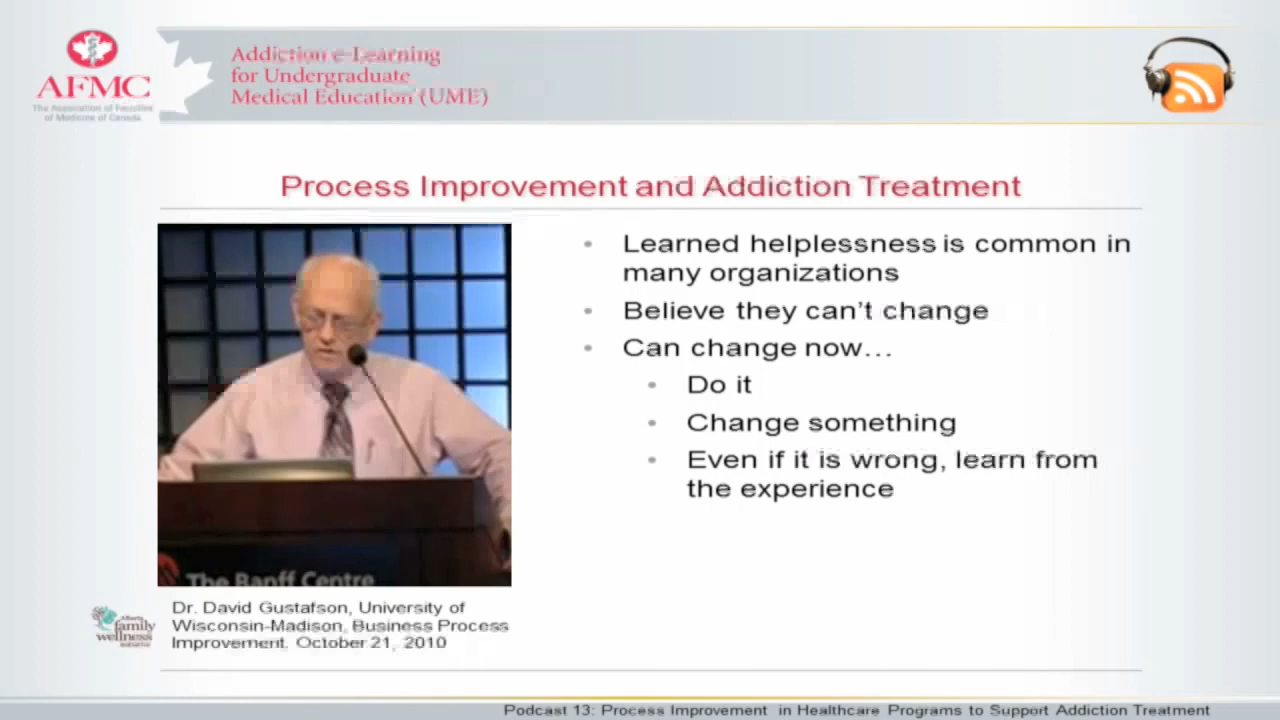 AFMC
The Association of Faculties
of Medicine of Canada
Addiction e-Learning
for Undergraduate
Medical Education (UME)
Process Improvement and Addiction Treatment
• Learned helplessness is common in
many organizations
• Believe they can't change
• Can change now…
• Do it
• Change something
• Even if it is wrong, learn from
the experience
The Banff Centre
Alberta
family
wellness
INITIATIVE
Dr. David Gustafson, University of
Wisconsin-Madison, Business Process
Improvement, October 21, 2010
Podcast 13: Process Improvement in Healthcare Programs to Support Addiction Treatment